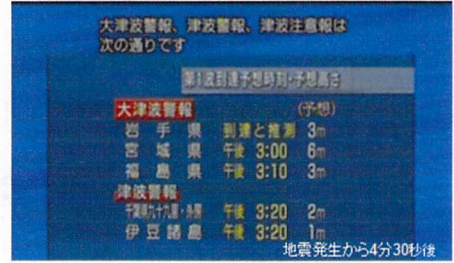 大津波警報、津波警報、津波注意報は
次の通りです
第1波到達予想時刻・予想高さ
大津波警報 (予想)
岩手県 到達と推測 3m
宮城県 午後 3:00 6m
福島県 午後 3:10 3m
津波警報
千葉県九十九里・外房 午後 3:20 2m
伊豆諸島 午後 3:20 1m
地震発生から4分30秒後